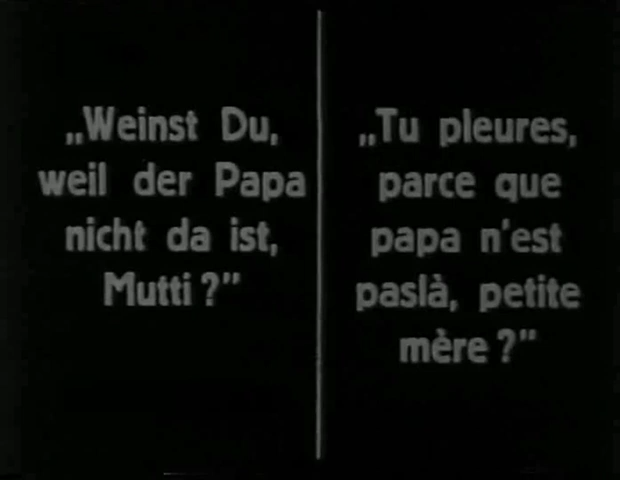 „Weinst Du,
weil der Papa
nicht da ist,
Mutti?”
„Tu pleures,
parce que
papa n'est
paslà, petite
mère?”